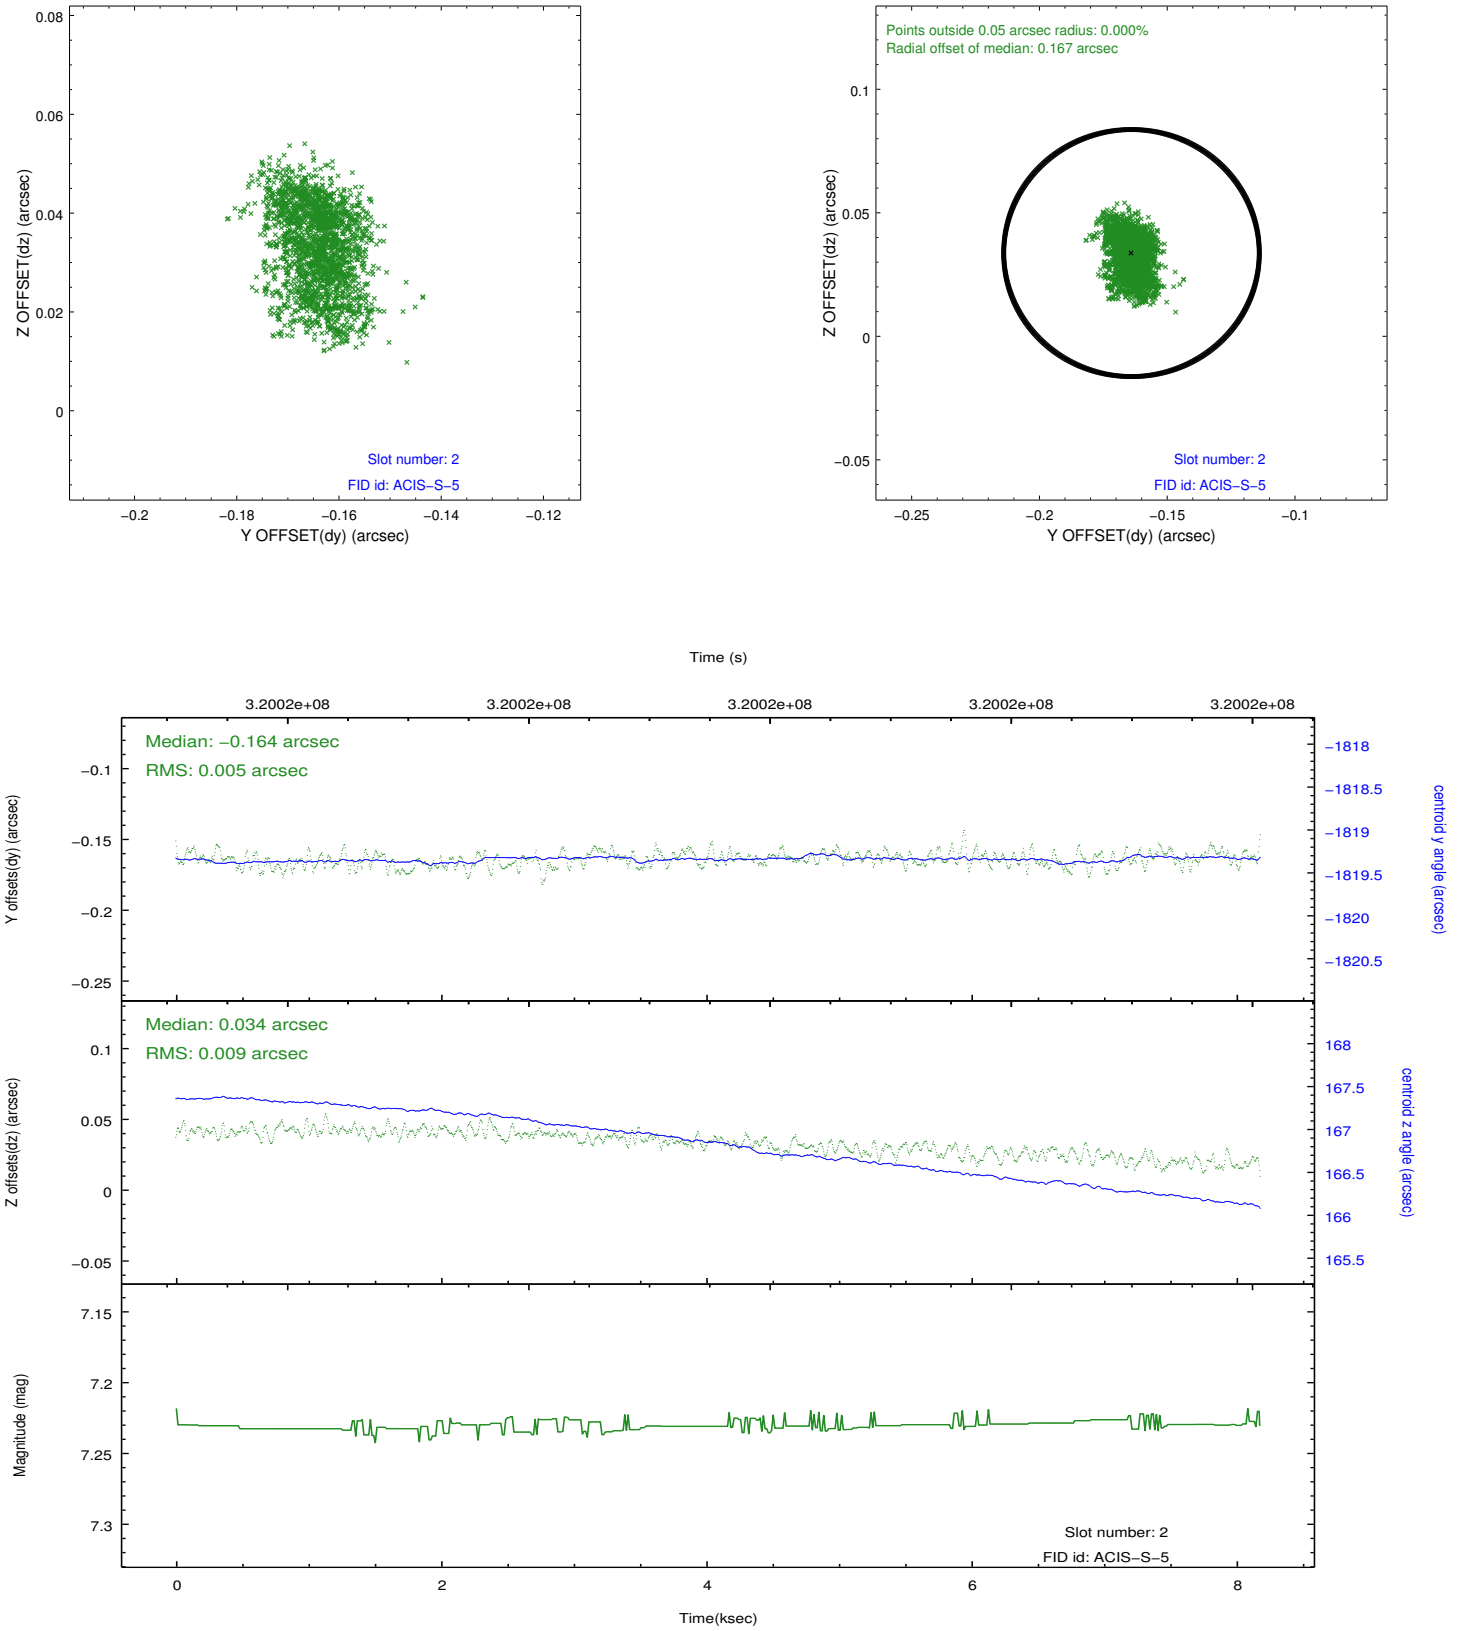 0.08
0.06
0.04
0.02
0
Z OFFSET(dz) (arcsec)
Slot number: 2
FID id: ACIS−S−5
−0.2
−0.18
−0.16
−0.14
−0.12
Y OFFSET(dy) (arcsec)
Points outside 0.05 arcsec radius: 0.000%
Radial offset of median: 0.167 arcsec
0.1
0.05
0
−0.05
Z OFFSET(dz) (arcsec)
Slot number: 2
FID id: ACIS−S−5
−0.25
−0.2
−0.15
−0.1
Y OFFSET(dy) (arcsec)
Time (s)
3.2002e+08
3.2002e+08
3.2002e+08
3.2002e+08
3.2002e+08
Median: −0.164 arcsec
RMS: 0.005 arcsec
−0.1
−0.15
−0.2
−0.25
Y offsets(dy) (arcsec)
−1818
−1818.5
−1819
−1819.5
−1820
−1820.5
centroid y angle (arcsec)
Median: 0.034 arcsec
RMS: 0.009 arcsec
0.1
0.05
0
−0.05
Z offsets(dz) (arcsec)
168
167.5
167
166.5
166
165.5
centroid z angle (arcsec)
7.15
7.2
7.25
7.3
Magnitude (mag)
Slot number: 2
FID id: ACIS−S−5
0
2
4
6
8
Time(ksec)